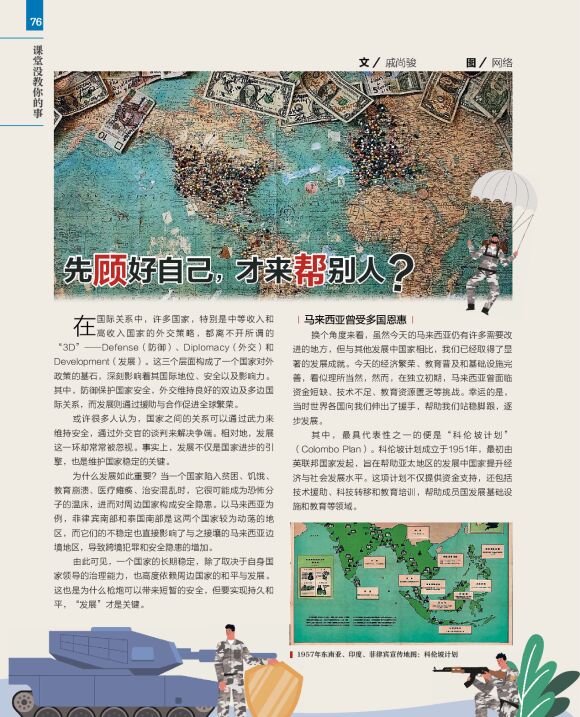 76
课堂没教你的事
文 / 戚尚骏 图 / 网络
先顾好自己，才来帮别人？
在国际关系中，许多国家，特别是中等收入和
高收入国家的外交策略，都离不开所谓的
“3D”——Defense（防御）、Diplomacy（外交）和
Development（发展）。这三个层面构成了一个国家对外
政策的基石，深刻影响着其国际地位、安全以及影响力。
其中，防御保护国家安全，外交维持良好的双边及多边国
际关系，而发展则通过援助与合作促进全球繁荣。
或许很多人认为，国家之间的关系可以通过武力来
维持安全，通过外交官的谈判来解决争端。相对地，发展
这一环却常常被忽视。事实上，发展不仅是国家进步的引
擎，也是维护国家稳定的关键。
为什么发展如此重要？当一个国家陷入贫困、饥饿、
教育崩溃、医疗瘫痪、治安混乱时，它很可能成为恐怖分
子的温床，进而对周边国家构成安全隐患。以马来西亚为
例，菲律宾南部和泰国南部是这两个国家较为动荡的地
区，而它们的不稳定也直接影响了与之接壤的马来西亚边
境地区，导致跨境犯罪和安全隐患的增加。
由此可见，一个国家的长期稳定，除了取决于自身国
家领导的治理能力，也高度依赖周边国家的和平与发展。
这也是为什么枪炮可以带来短暂的安全，但要实现持久和
平，“发展”才是关键。
马来西亚曾受多国恩惠
换个角度来看，虽然今天的马来西亚仍有许多需要改
进的地方，但与其他发展中国家相比，我们已经取得了显
著的发展成就。今天的经济繁荣、教育普及和基础设施完
善，看似理所当然，然而，在独立初期，马来西亚曾面临
资金短缺、技术不足、教育资源匮乏等挑战。幸运的是，
当时世界各国向我们伸出了援手，帮助我们站稳脚跟，逐
步发展。
其中，最具代表性之一的便是“科伦坡计划”
（Colombo Plan）。科伦坡计划成立于1951年，最初由
英联邦国家发起，旨在帮助亚太地区的发展中国家提升经
济与社会发展水平。这项计划不仅提供资金支持，还包括
技术援助、科技转移和教育培训，帮助成员国发展基础设
施和教育等领域。
1957年东南亚、印度、菲律宾宣传地图：科伦坡计划